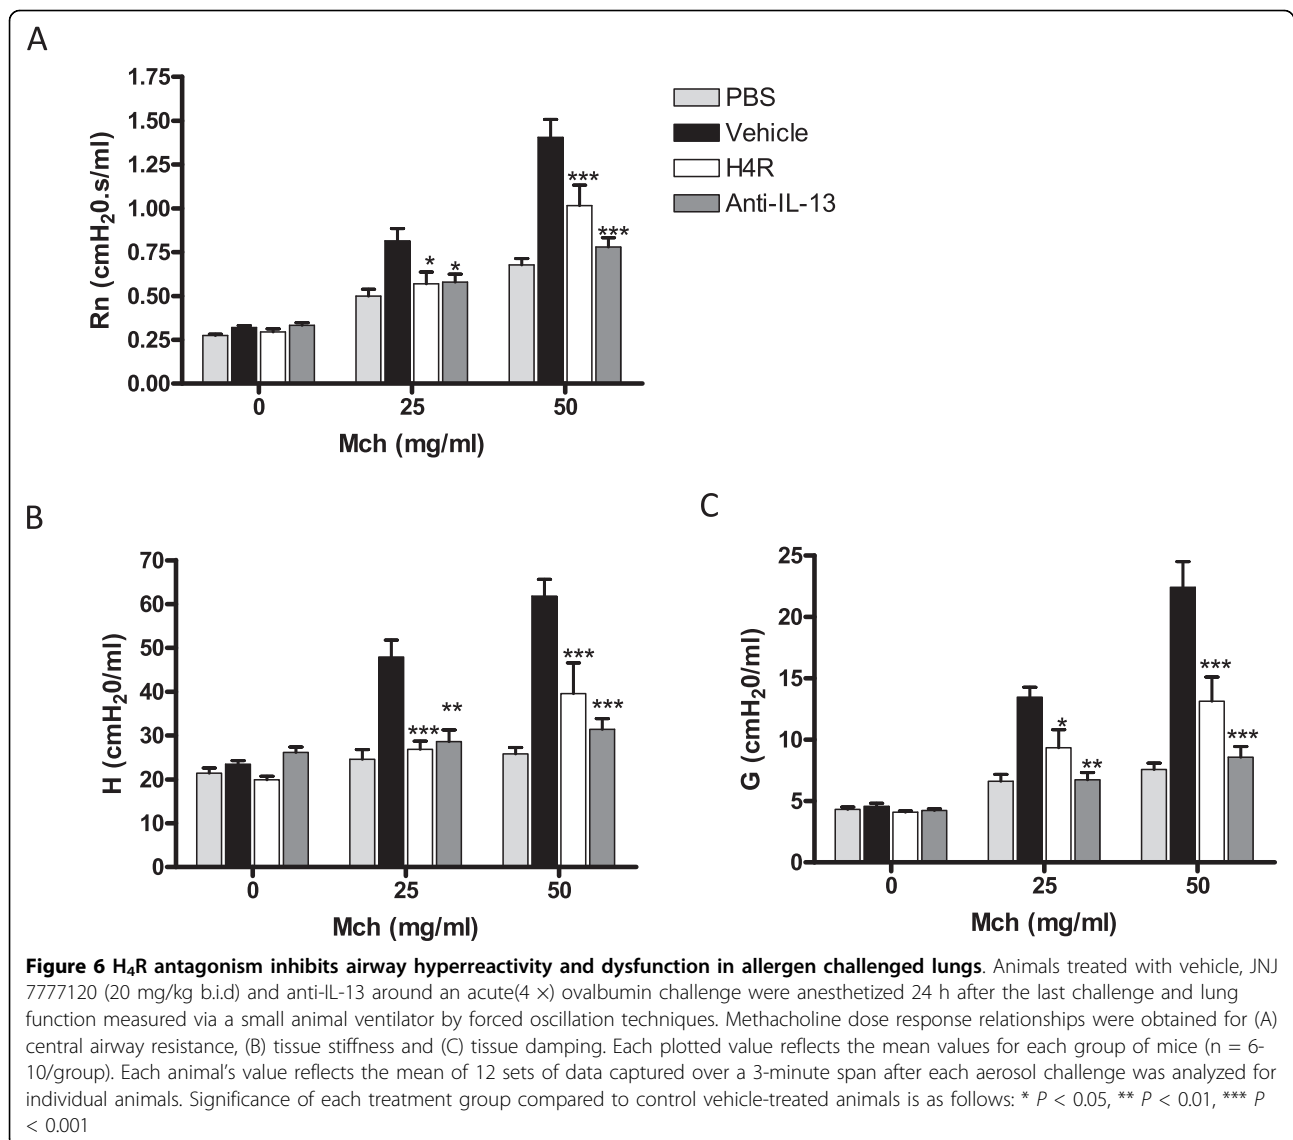 A
1.75
1.50
1.25
1.00
0.75
0.50
0.25
0.00
Rn (cmH20.s/ml)
* *
***
***
0 25 50
Mch (mg/ml)
PBS
Vehicle
H4R
Anti-IL-13
B
70
60
50
40
30
20
10
0
H (cmH20/ml)
*** **
***
***
0 25 50
Mch (mg/ml)
C
25
20
15
10
5
0
G (cmH20/ml)
*
**
***
***
0 25 50
Mch (mg/ml)
Figure 6 H4R antagonism inhibits airway hyperreactivity and dysfunction in allergen challenged lungs. Animals treated with vehicle, JNJ
7777120 (20 mg/kg b.i.d) and anti-IL-13 around an acute(4 ×) ovalbumin challenge were anesthetized 24 h after the last challenge and lung
function measured via a small animal ventilator by forced oscillation techniques. Methacholine dose response relationships were obtained for (A)
central airway resistance, (B) tissue stiffness and (C) tissue damping. Each plotted value reflects the mean values for each group of mice (n = 6-
10/group). Each animal's value reflects the mean of 12 sets of data captured over a 3-minute span after each aerosol challenge was analyzed for
individual animals. Significance of each treatment group compared to control vehicle-treated animals is as follows: * P < 0.05, ** P < 0.01, *** P
< 0.001